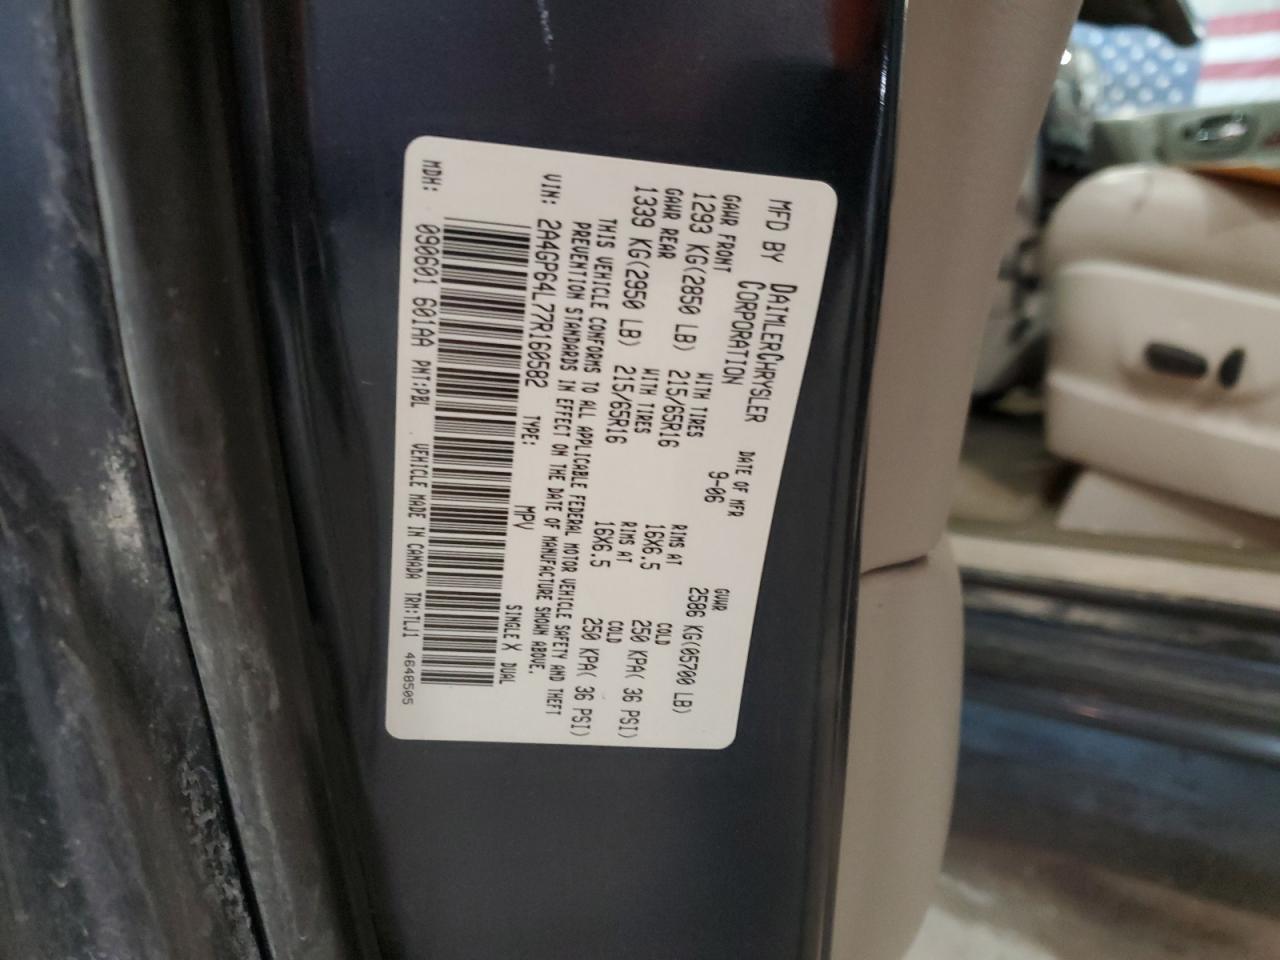 MFD BY DAIMLERCHRYSLER CORPORATION
DATE OF MFR 9-06
GVWR 2586 KG(05700 LB)
GAWR FRONT WITH TIRES RIMS AT COLD
1293 KG(2850 LB) 215/65R16 16X6.5 250 KPA( 36 PSI)
GAWR REAR WITH TIRES RIMS AT COLD
1339 KG(2950 LB) 215/65R16 16X6.5 250 KPA( 36 PSI)
THIS VEHICLE CONFORMS TO ALL APPLICABLE FEDERAL MOTOR VEHICLE SAFETY AND THEFT
PREVENTION STANDARDS IN EFFECT ON THE DATE OF MANUFACTURE SHOWN ABOVE.
VIN: 2A4GP64L77R160582 TYPE: MPV SINGLE X DUAL
MDH: 090601 601AA PNT:PBL VEHICLE MADE IN CANADA TRM:TLJ1 4648505